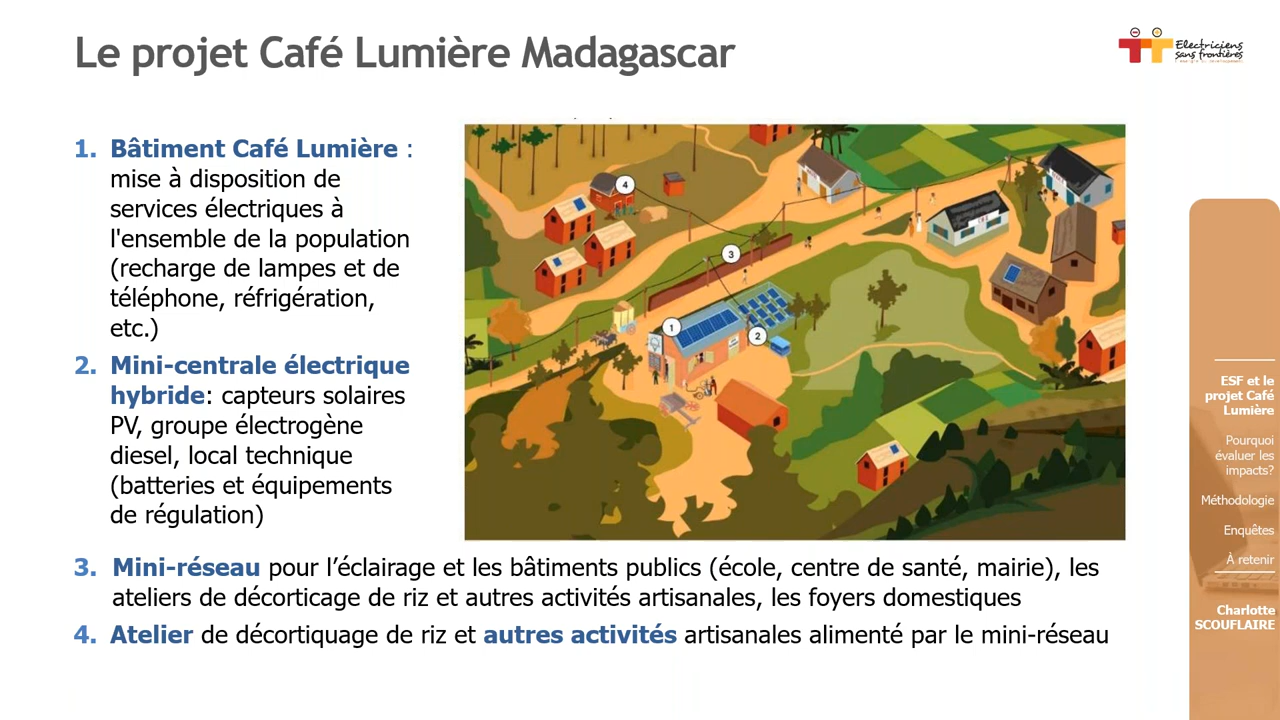 Le projet Café Lumière Madagascar
Electriciens
sans frontières
1. Bâtiment Café Lumière :
mise à disposition de
services électriques à
l'ensemble de la population
(recharge de lampes et de
téléphone, réfrigération,
etc.)
2. Mini-centrale électrique
hybride: capteurs solaires
PV, groupe électrogène
diesel, local technique
(batteries et équipements
de régulation)
4
3
1
2
3. Mini-réseau pour l’éclairage et les bâtiments publics (école, centre de santé, mairie), les
ateliers de décorticage de riz et autres activités artisanales, les foyers domestiques
4. Atelier de décortiquage de riz et autres activités artisanales alimenté par le mini-réseau
ESF et le
projet Café
Lumière
Pourquoi
évaluer les
impacts?
Méthodologie
Enquêtes
À retenir
Charlotte
SCOUFLAIRE